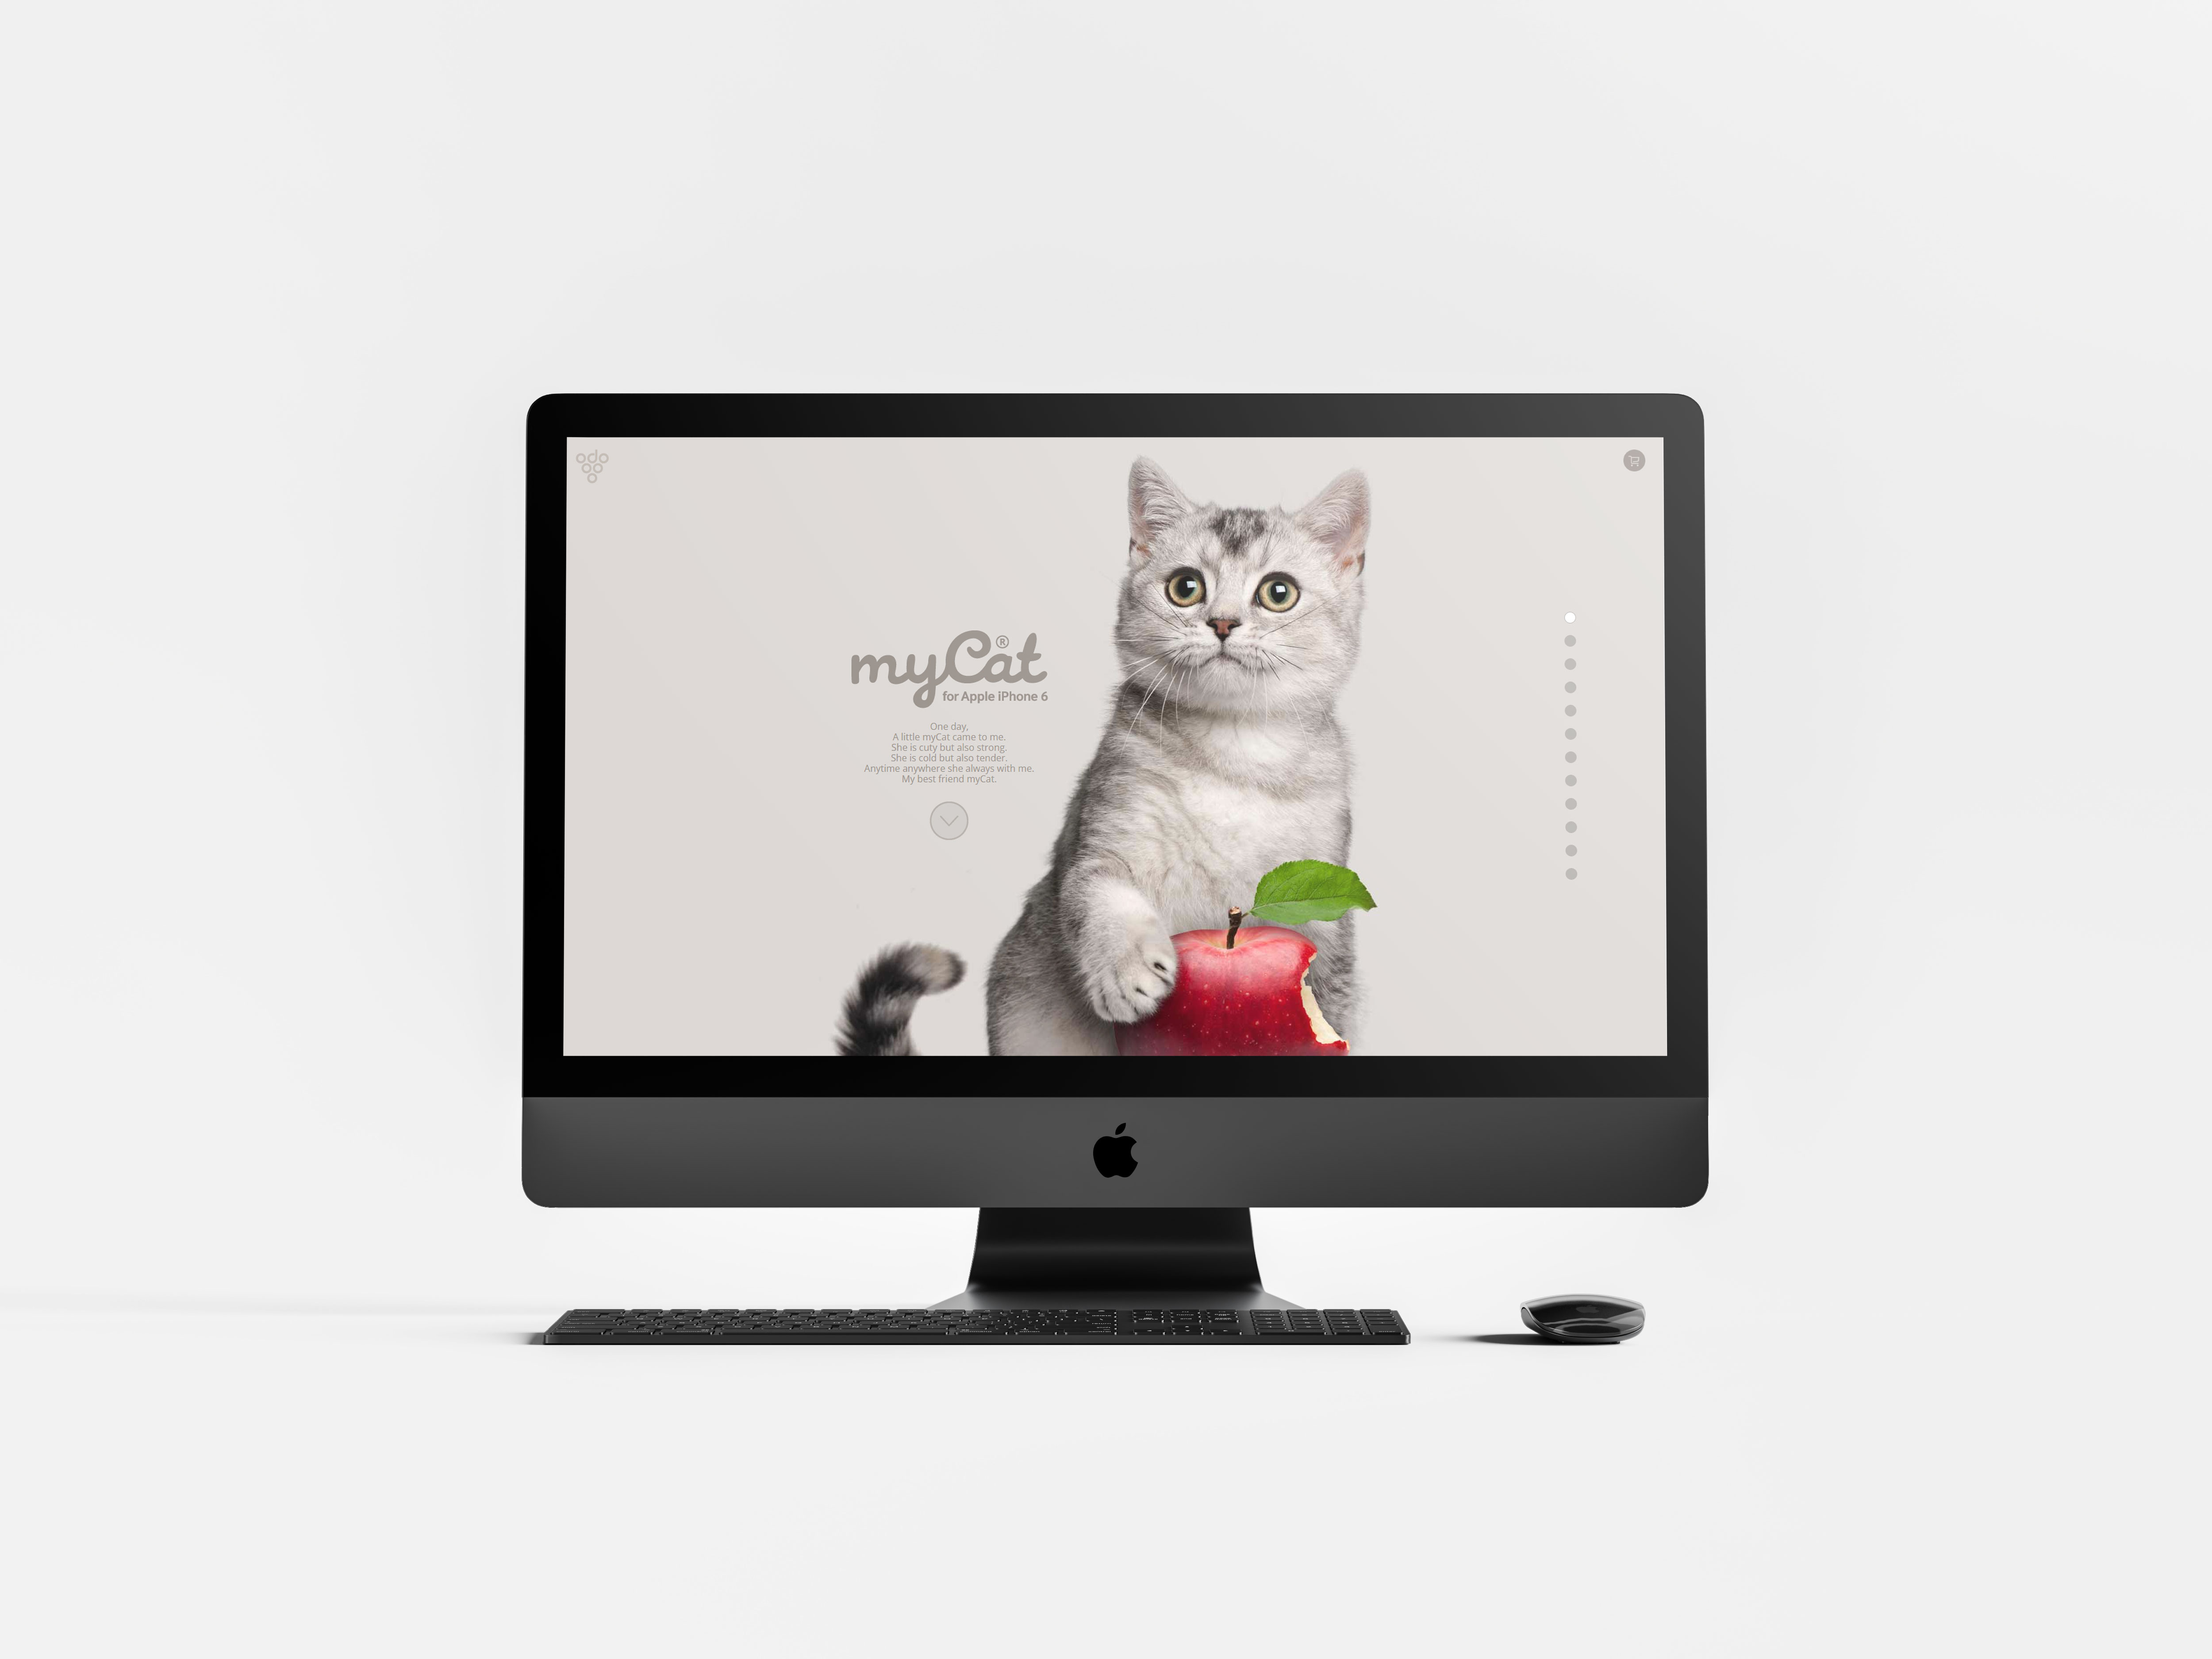 odo
myCat®
for Apple iPhone 6
One day,
A little myCat came to me.
She is cuty but also strong.
She is cold but also tender.
Anytime anywhere she always with me.
My best friend myCat.